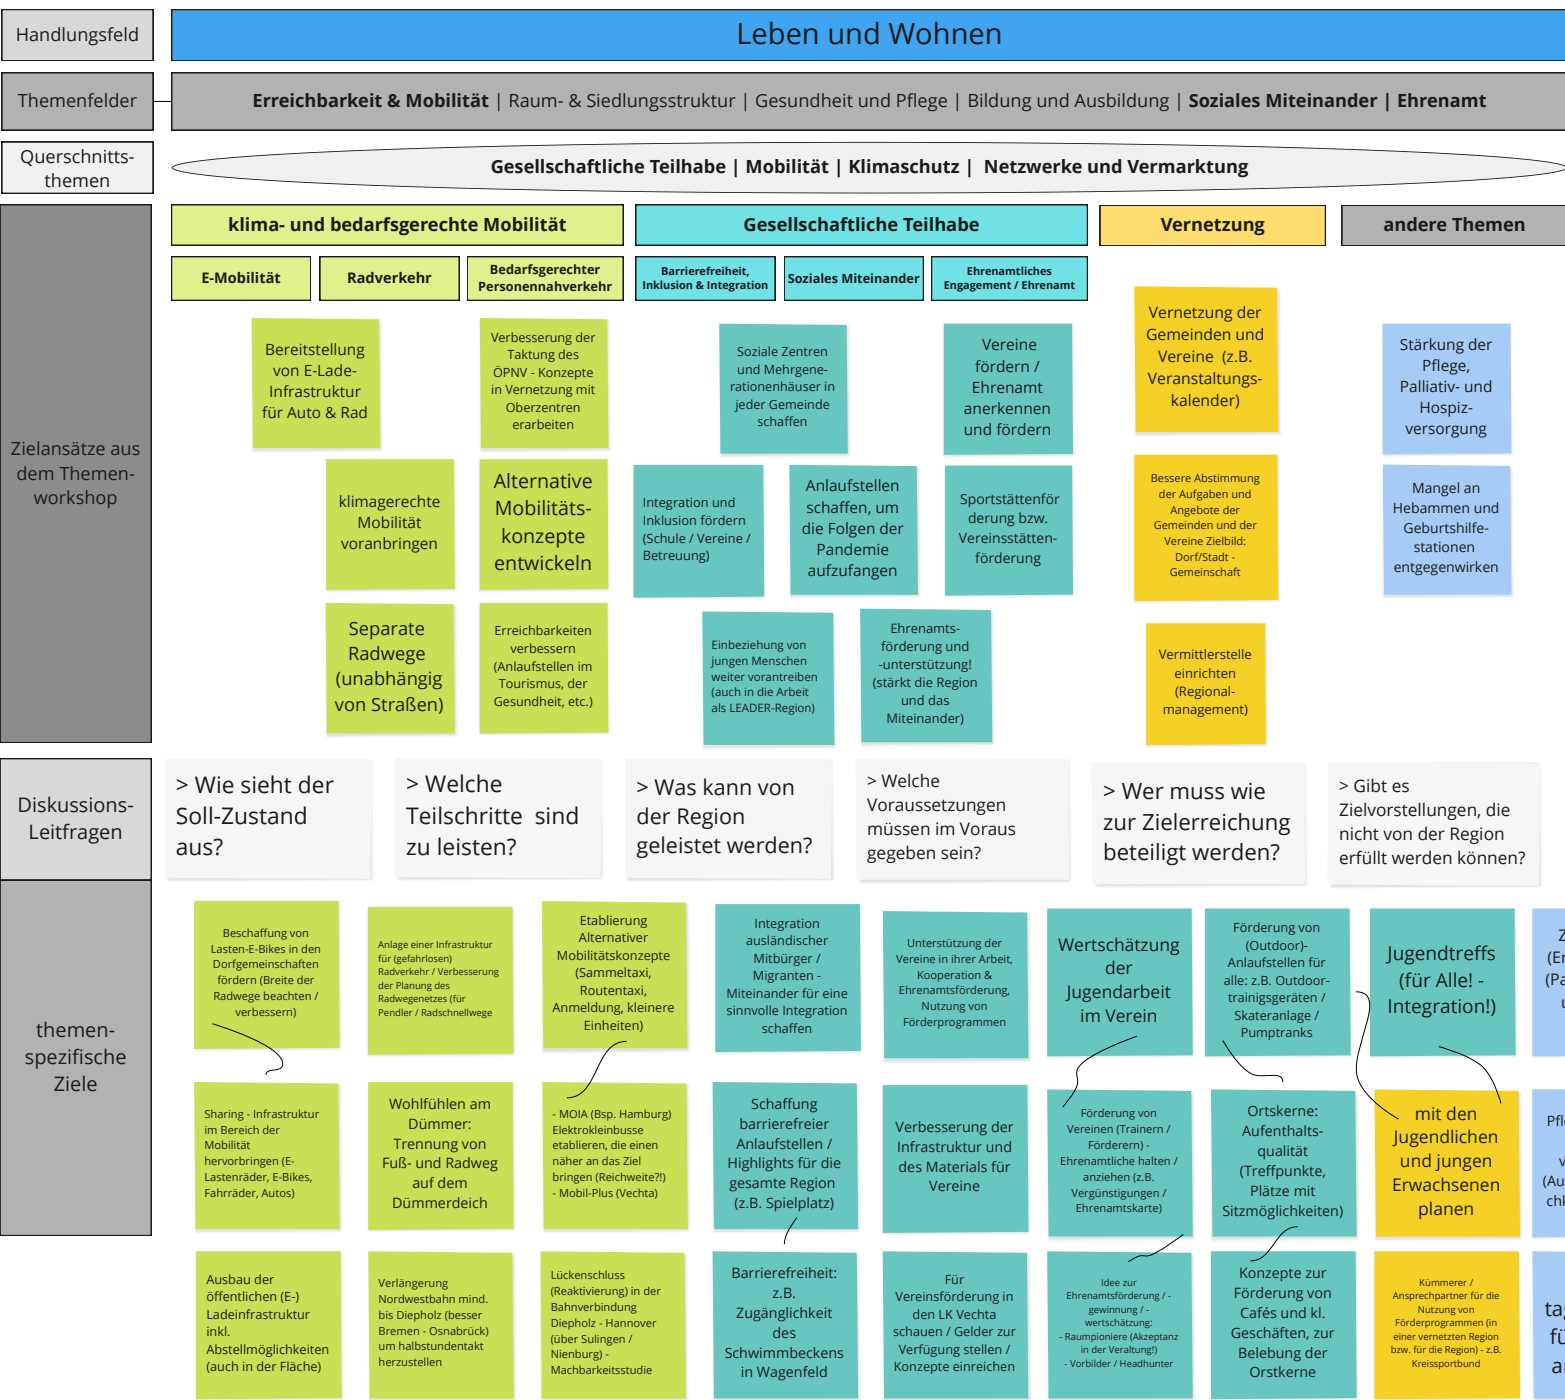 Handlungsfeld
Leben und Wohnen
Themenfelder
Erreichbarkeit & Mobilität | Raum- & Siedlungsstruktur | Gesundheit und Pflege | Bildung und Ausbildung | Soziales Miteinander | Ehrenamt
Querschnitts-
themen
Gesellschaftliche Teilhabe | Mobilität | Klimaschutz | Netzwerke und Vermarktung
klima- und bedarfsgerechte Mobilität
Gesellschaftliche Teilhabe
Vernetzung
andere Themen
E-Mobilität
Radverkehr
Bedarfsgerechter
Personennahverkehr
Barrierefreiheit,
Inklusion & Integration
Soziales Miteinander
Ehrenamtliches
Engagement / Ehrenamt
Zielansätze aus
dem Themen-
workshop
Bereitstellung
von E-Lade-
Infrastruktur
für Auto & Rad
Verbesserung der
Taktung des
ÖPNV - Konzepte
in Vernetzung mit
Oberzentren
erarbeiten
Soziale Zentren
und Mehrgene-
rationenhäuser in
jeder Gemeinde
schaffen
Vereine
fördern /
Ehrenamt
anerkennen
und fördern
Vernetzung der
Gemeinden und
Vereine (z.B.
Veranstaltungs-
kalender)
Stärkung der
Pflege,
Palliativ- und
Hospiz-
versorgung
klimagerechte
Mobilität
voranbringen
Alternative
Mobilitäts-
konzepte
entwickeln
Integration und
Inklusion fördern
(Schule / Vereine /
Betreuung)
Anlaufstellen
schaffen, um
die Folgen der
Pandemie
aufzufangen
Sportstättenför
derung bzw.
Vereinsstätten-
förderung
Bessere Abstimmung
der Aufgaben und
Angebote der
Gemeinden und der
Vereine Zielbild:
Dorf/Stadt -
Gemeinschaft
Mangel an
Hebammen und
Geburtshilfe-
stationen
entgegenwirken
Separate
Radwege
(unabhängig
von Straßen)
Erreichbarkeiten
verbessern
(Anlaufstellen im
Tourismus, der
Gesundheit, etc.)
Einbeziehung von
jungen Menschen
weiter vorantreiben
(auch in die Arbeit
als LEADER-Region)
Ehrenamts-
förderung und
-unterstützung!
(stärkt die Region
und das
Miteinander)
Vermittlerstelle
einrichten
(Regional-
management)
Diskussions-
Leitfragen
> Wie sieht der
Soll-Zustand
aus?
> Welche
Teilschritte sind
zu leisten?
> Was kann von
der Region
geleistet werden?
> Welche
Voraussetzungen
müssen im Voraus
gegeben sein?
> Wer muss wie
zur Zielerreichung
beteiligt werden?
> Gibt es
Zielvorstellungen, die
nicht von der Region
erfüllt werden können?
themen-
spezifische
Ziele
Beschaffung von
Lasten-E-Bikes in den
Dorfgemeinschaften
fördern (Breite der
Radwege beachten /
verbessern)
Anlage einer Infrastruktur
für (gefahrlosen)
Radverkehr / Verbesserung
der Planung des
Radwegenetzes (für
Pendler / Radschnellwege
Etablierung
Alternativer
Mobilitätskonzepte
(Sammeltaxi,
Routentaxi,
Anmeldung, kleinere
Einheiten)
Integration
ausländischer
Mitbürger /
Migranten -
Miteinander für eine
sinnvolle Integration
schaffen
Unterstützung der
Vereine in ihrer Arbeit,
Kooperation &
Ehrenamtsförderung,
Nutzung von
Förderprogrammen
Wertschätzung
der
Jugendarbeit
im Verein
Förderung von
(Outdoor)-
Anlaufstellen für
alle: z.B. Outdoor-
trainigsgeräten /
Skateranlage /
Pumptranks
Jugendtreffs
(für Alle! -
Integration!)
Sharing - Infrastruktur
im Bereich der
Mobilität
hervorbringen (E-
Lastenräder, E-Bikes,
Fahrräder, Autos)
Wohlfühlen am
Dümmer:
Trennung von
Fuß- und Radweg
auf dem
Dümmerdeich
- MOIA (Bsp. Hamburg)
Elektrokleinbusse
etablieren, die einen
näher an das Ziel
bringen (Reichweite?!)
- Mobil-Plus (Vechta)
Schaffung
barrierefreier
Anlaufstellen /
Highlights für die
gesamte Region
(z.B. Spielplatz)
Verbesserung der
Infrastruktur und
des Materials für
Vereine
Förderung von
Vereinen (Trainern /
Förderern) -
Ehrenamtliche halten /
anziehen (z.B.
Vergünstigungen /
Ehrenamtskarte)
Ortskerne:
Aufenthalts-
qualität
(Treffpunkte,
Plätze mit
Sitzmöglichkeiten)
mit den
Jugendlichen
und jungen
Erwachsenen
planen
Ausbau der
öffentlichen (E-)
Ladeinfrastruktur
inkl.
Abstellmöglichkeiten
(auch in der Fläche)
Verlängerung
Nordwestbahn mind.
bis Diepholz (besser
Bremen - Osnabrück)
um halbstundentakt
herzustellen
Lückenschluss
(Reaktivierung) in der
Bahnverbindung
Diepholz - Hannover
(über Sulingen /
Nienburg) -
Machbarkeitsstudie
Barrierefreiheit:
z.B.
Zugänglichkeit
des
Schwimmbeckens
in Wagenfeld
Für
Vereinsförderung in
den LK Vechta
schauen / Gelder zur
Verfügung stellen /
Konzepte einreichen
Idee zur
Ehrenamtsförderung / -
gewinnung / -
wertschätzung:
- Raumpioniere (Akzeptanz
in der Veraltung!)
- Vorbilder / Headhunter
Konzepte zur
Förderung von
Cafés und kl.
Geschäften, zur
Belebung der
Orstkerne
Kümmerer /
Ansprechpartner für die
Nutzung von
Förderprogrammen (in
einer vernetzten Region
bzw. für die Region) - z.B.
Kreissportbund